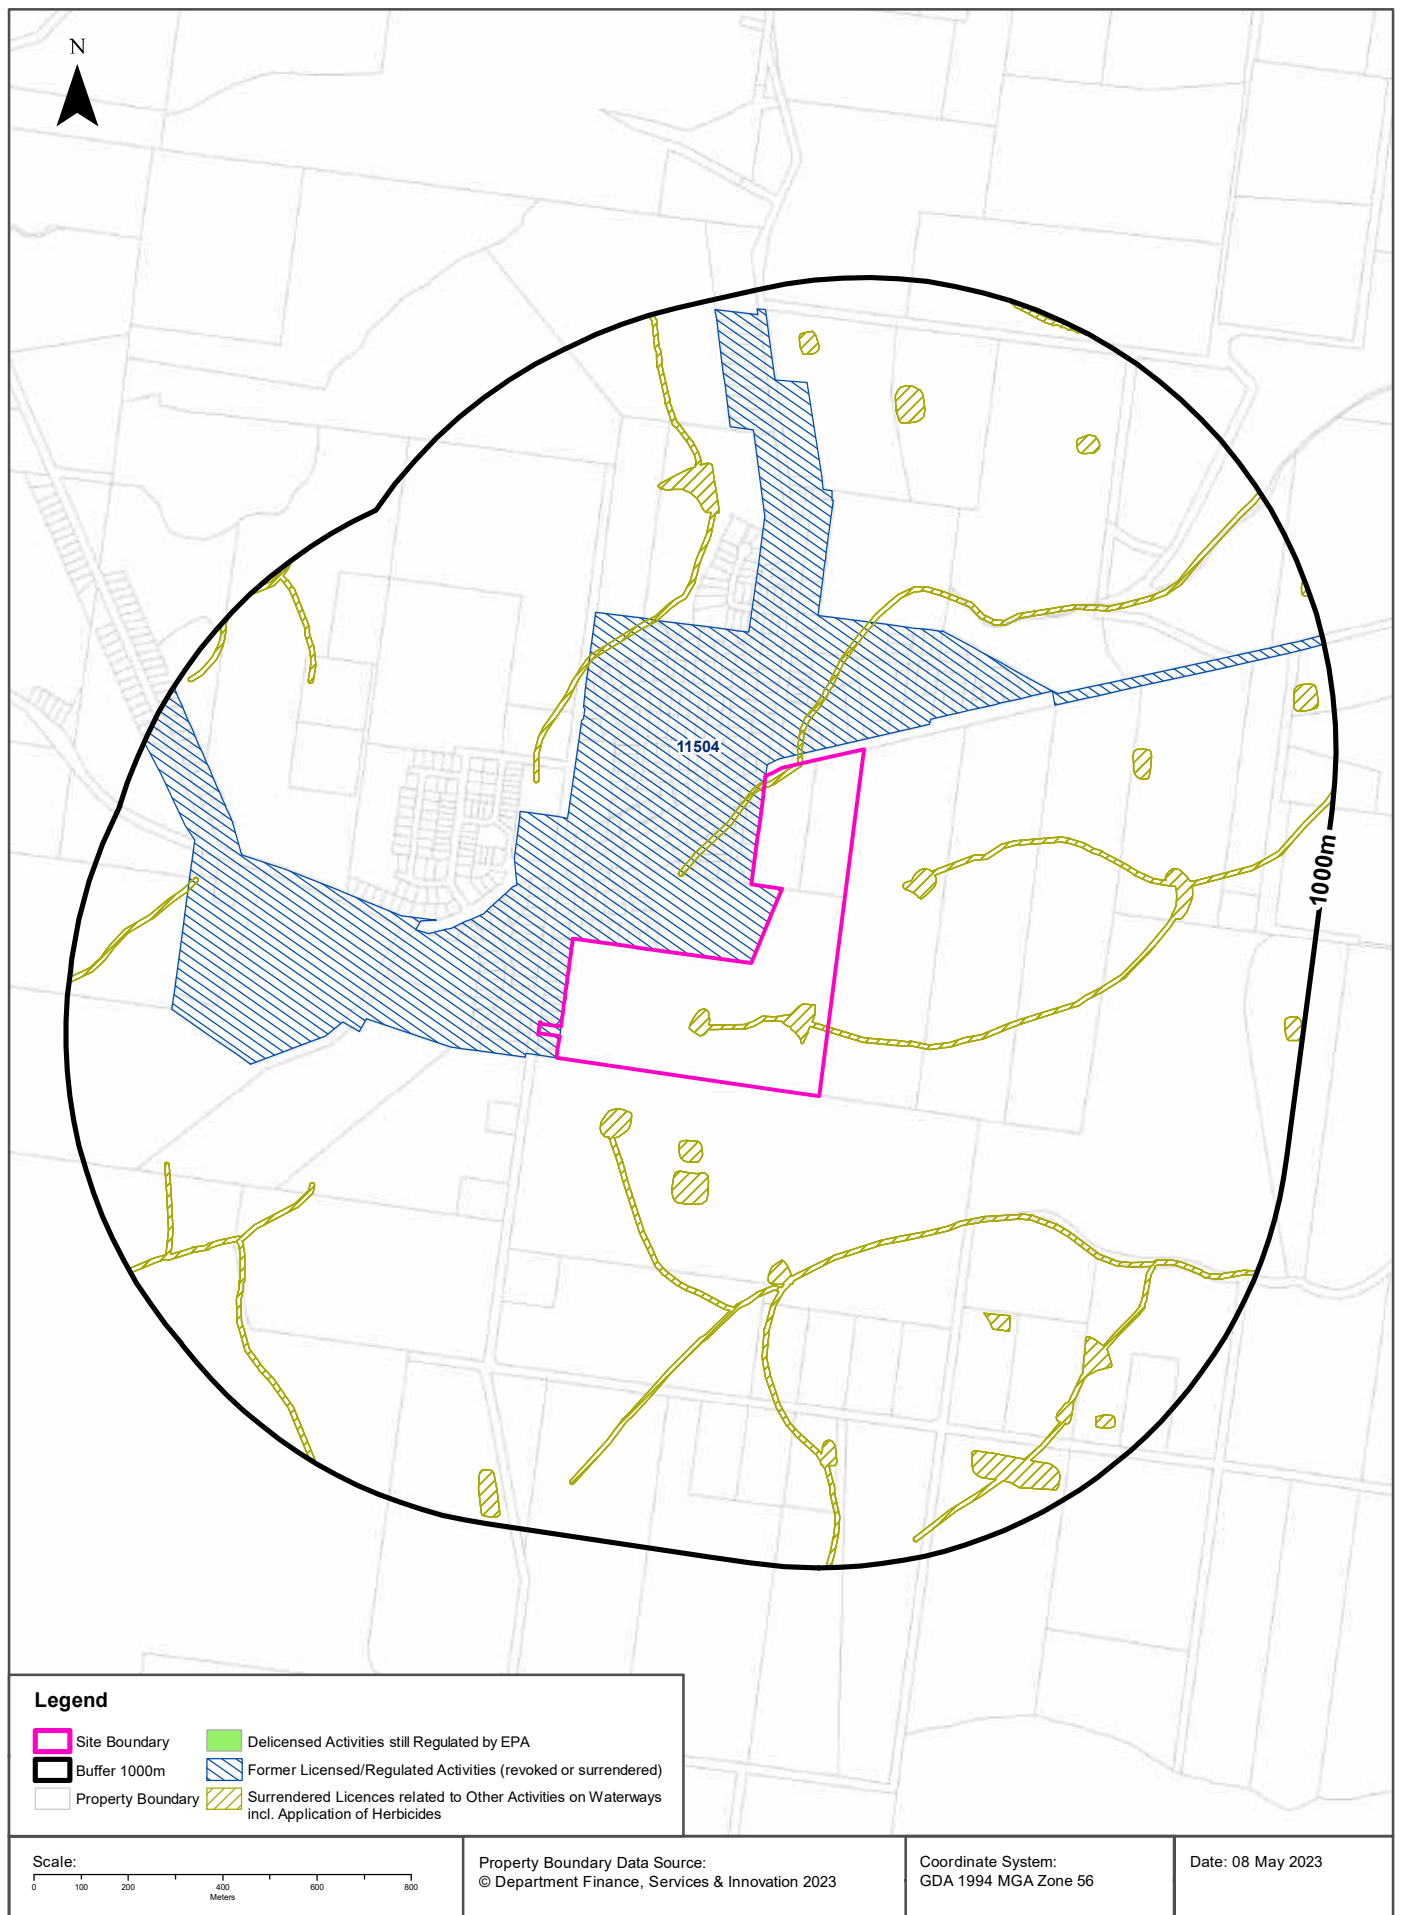 N
11504
1000m
Legend
Site Boundary
Buffer 1000m
Property Boundary
Delicensed Activities still Regulated by EPA
Former Licensed/Regulated Activities (revoked or surrendered)
Surrendered Licences related to Other Activities on Waterways
incl. Application of Herbicides
Scale:
0 100 200 400 600 800
Meters
Property Boundary Data Source:
© Department Finance, Services & Innovation 2023
Coordinate System:
GDA 1994 MGA Zone 56
Date: 08 May 2023